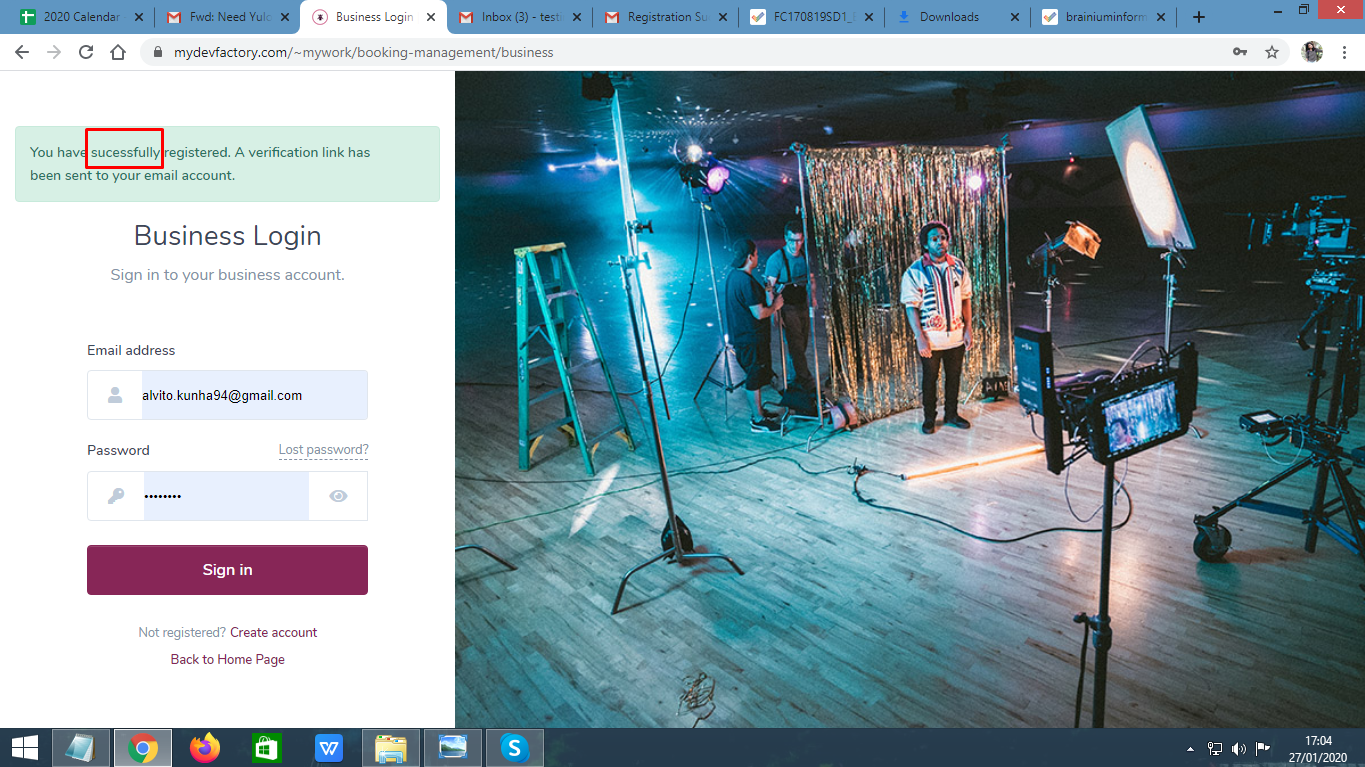 2020 Calendar
Fwd: Need Yulo
Business Login
Inbox (3) - testi
Registration Su
FC170819SD1_
Downloads
brainiuminform
mydevfactory.com/~mywork/booking-management/business
You have sucessfully registered. A verification link has
been sent to your email account.
Business Login
Sign in to your business account.
Email address
alvito.kunha94@gmail.com
Password
Lost password?
Sign in
Not registered? Create account
Back to Home Page
17:04
27/01/2020